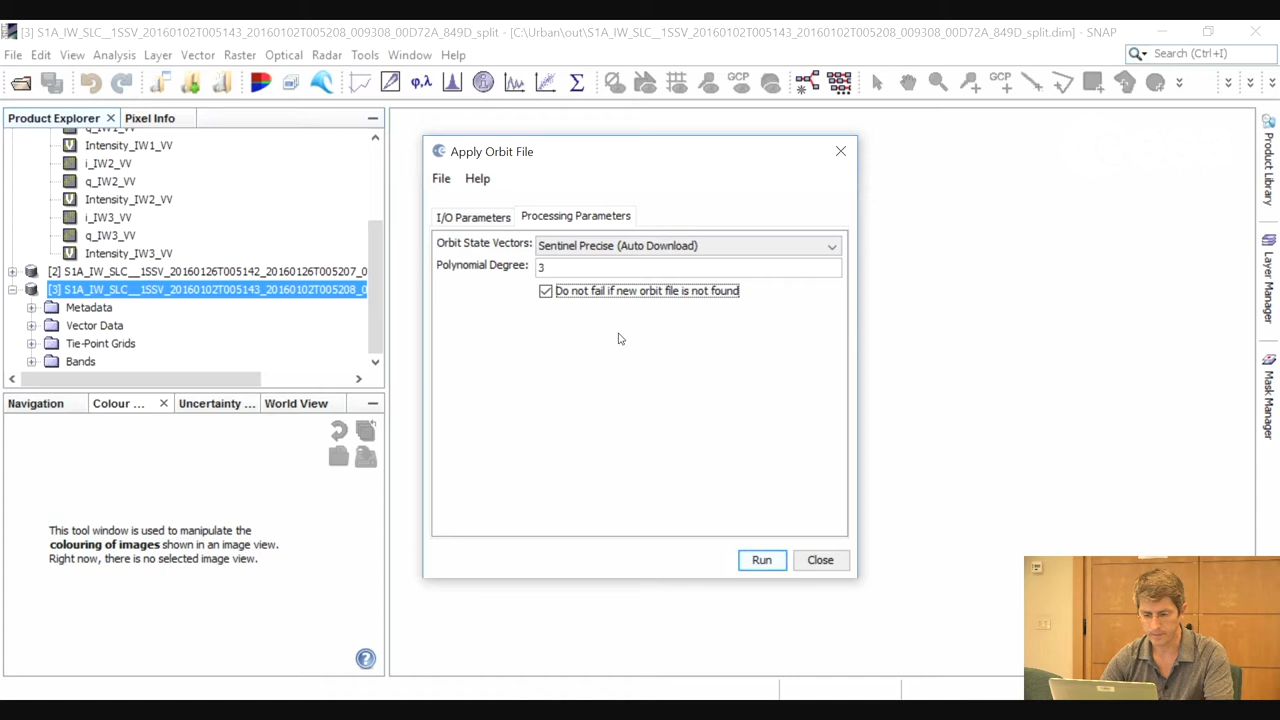 [3] S1A_IW_SLC__1SSV_20160102T005143_20160102T005208_009308_00D72A_849D_split - [C:\Urban\out\S1A_IW_SLC__1SSV_20160102T005143_20160102T005208_009308_00D72A_849D_split.dim] - SNAP
File Edit View Analysis Layer Vector Raster Optical Radar Tools Window Help
Search (Ctrl+I)
φ,λ Σ GCP GCP
Product Explorer Pixel Info
q_IW1_VV
Intensity_IW1_VV
i_IW2_VV
q_IW2_VV
Intensity_IW2_VV
i_IW3_VV
q_IW3_VV
Intensity_IW3_VV
[2] S1A_IW_SLC__1SSV_20160126T005142_20160126T005207_0
[3] S1A_IW_SLC__1SSV_20160102T005143_20160102T005208_0
Metadata
Vector Data
Tie-Point Grids
Bands
Navigation Colour ... Uncertainty ... World View
This tool window is used to manipulate the
colouring of images shown in an image view.
Right now, there is no selected image view.
Apply Orbit File
File Help
I/O Parameters Processing Parameters
Orbit State Vectors: Sentinel Precise (Auto Download)
Polynomial Degree: 3
Do not fail if new orbit file is not found
Run Close
Product Library
Layer Manager
Mask Manager